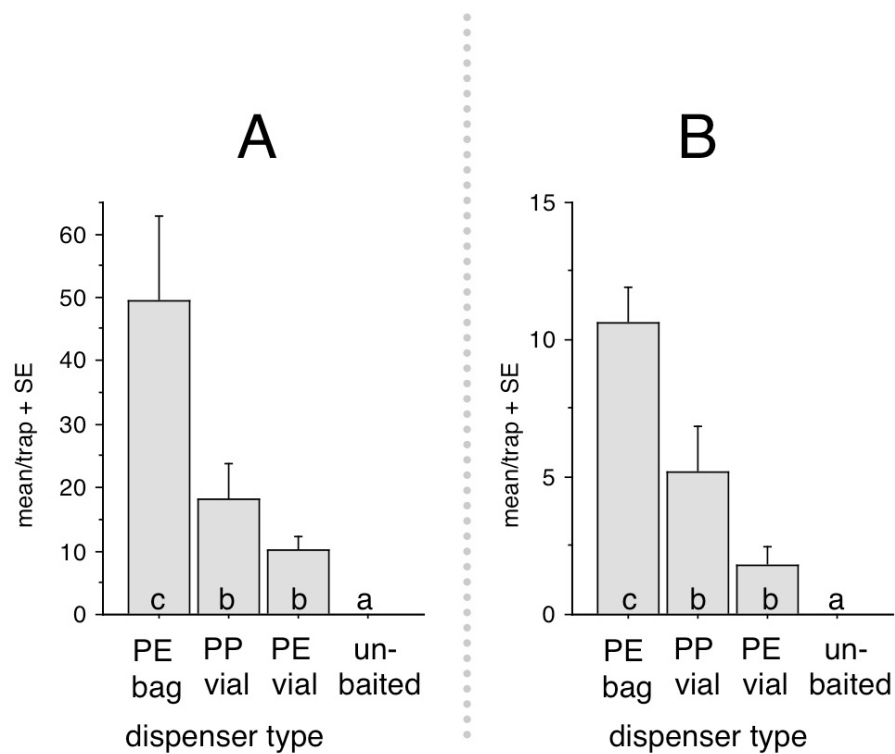 A
mean/trap + SE
60
50
40
30
20
10
0
c b b a
PE PP PE un-
bag vial vial baited
dispenser type
B
mean/trap + SE
15
10
5
0
c b b a
PE PP PE un-
bag vial vial baited
dispenser type